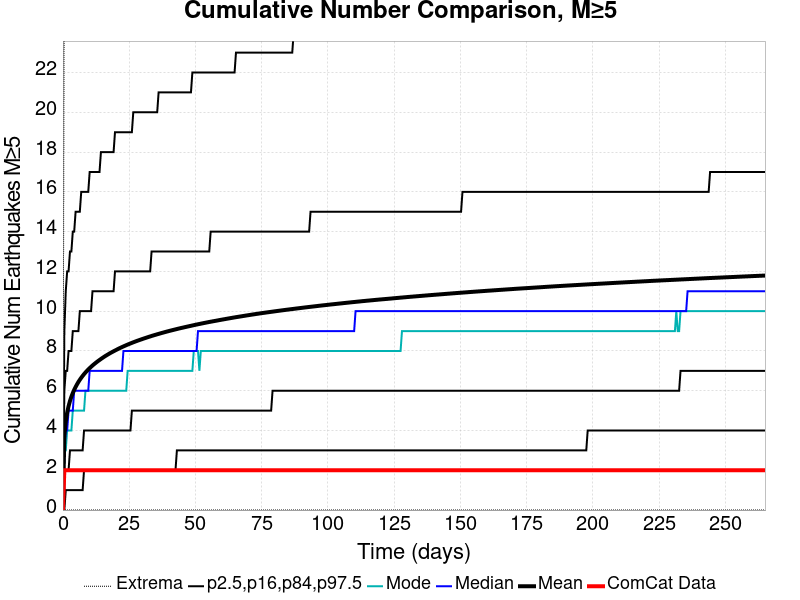 Cumulative Number Comparison, M≥5
Cumulative Num Earthquakes M≥5
22
20
18
16
14
12
10
8
6
4
2
0
0 25 50 75 100 125 150 175 200 225 250
Time (days)
Extrema p2.5,p16,p84,p97.5 Mode Median Mean ComCat Data